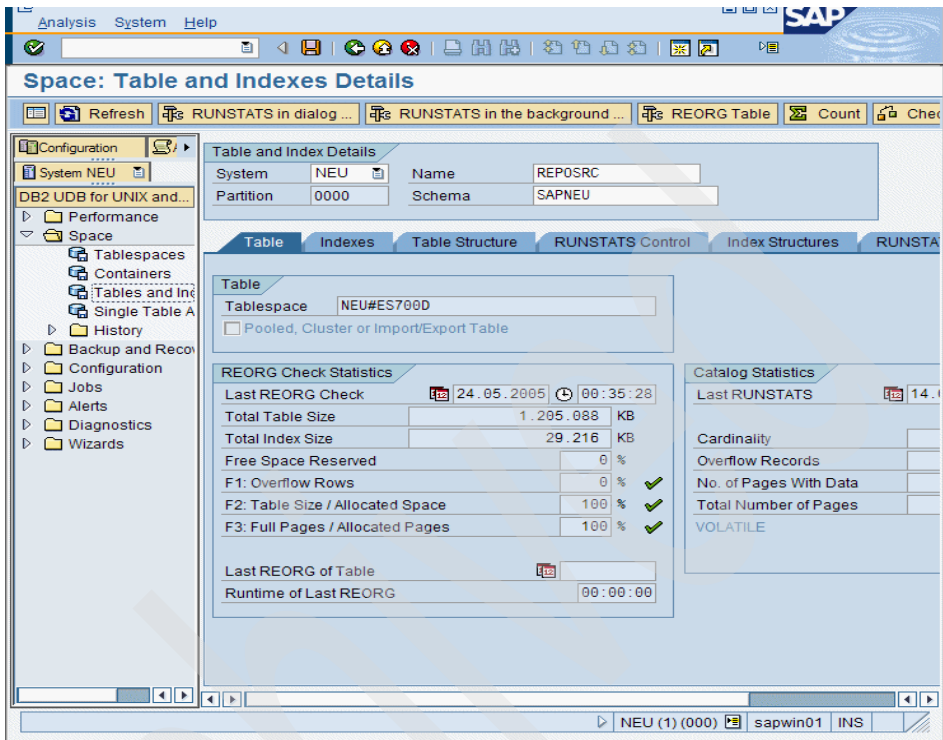 Analysis System Help
SAP
Space: Table and Indexes Details
Refresh RUNSTATS in dialog ... RUNSTATS in the background ... REORG Table Count Chec
Configuration
System NEU
DB2 UDB for UNIX and...
Performance
Space
Tablespaces
Containers
Tables and Ind
Single Table A
History
Backup and Recov
Configuration
Jobs
Alerts
Diagnostics
Wizards
Table and Index Details
System NEU Name REPOSRC
Partition 0000 Schema SAPNEU
Table Indexes Table Structure RUNSTATS Control Index Structures RUNSTA
Table
Tablespace NEU#ES700D
Pooled, Cluster or Import/Export Table
REORG Check Statistics
Last REORG Check 24.05.2005 00:35:28
Total Table Size 1.205.088 KB
Total Index Size 29.216 KB
Free Space Reserved 0 %
F1: Overflow Rows 0 %
F2: Table Size / Allocated Space 100 %
F3: Full Pages / Allocated Pages 100 %
Last REORG of Table
Runtime of Last REORG 00:00:00
Catalog Statistics
Last RUNSTATS 14.
Cardinality
Overflow Records
No. of Pages With Data
Total Number of Pages
VOLATILE
NEU (1) (000) sapwin01 INS